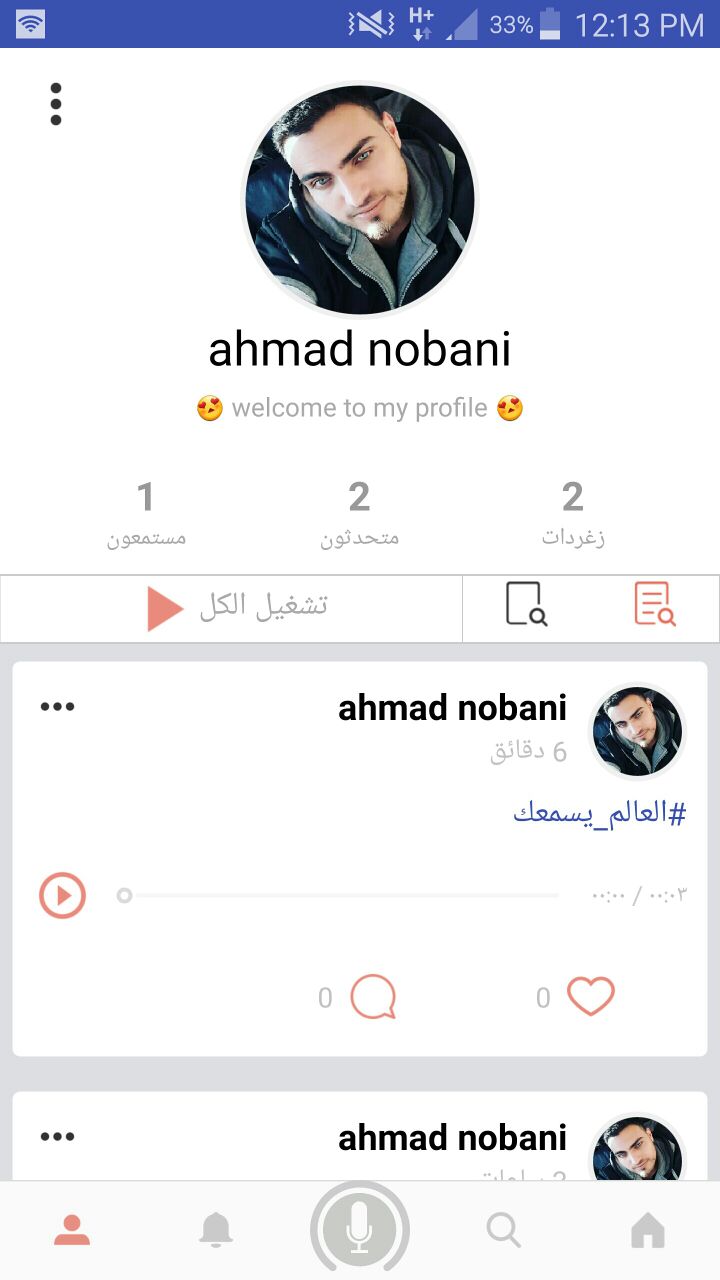 H+ 33% 12:13 PM
ahmad nobani
😍 welcome to my profile 😍
2 2 1
زغردات متحدثون مستمعون
تشغيل الكل
ahmad nobani
6 دقائق
#العالم_يسمعك
٠٠:٠٠ / ٠٠:٠٣
0 0
ahmad nobani